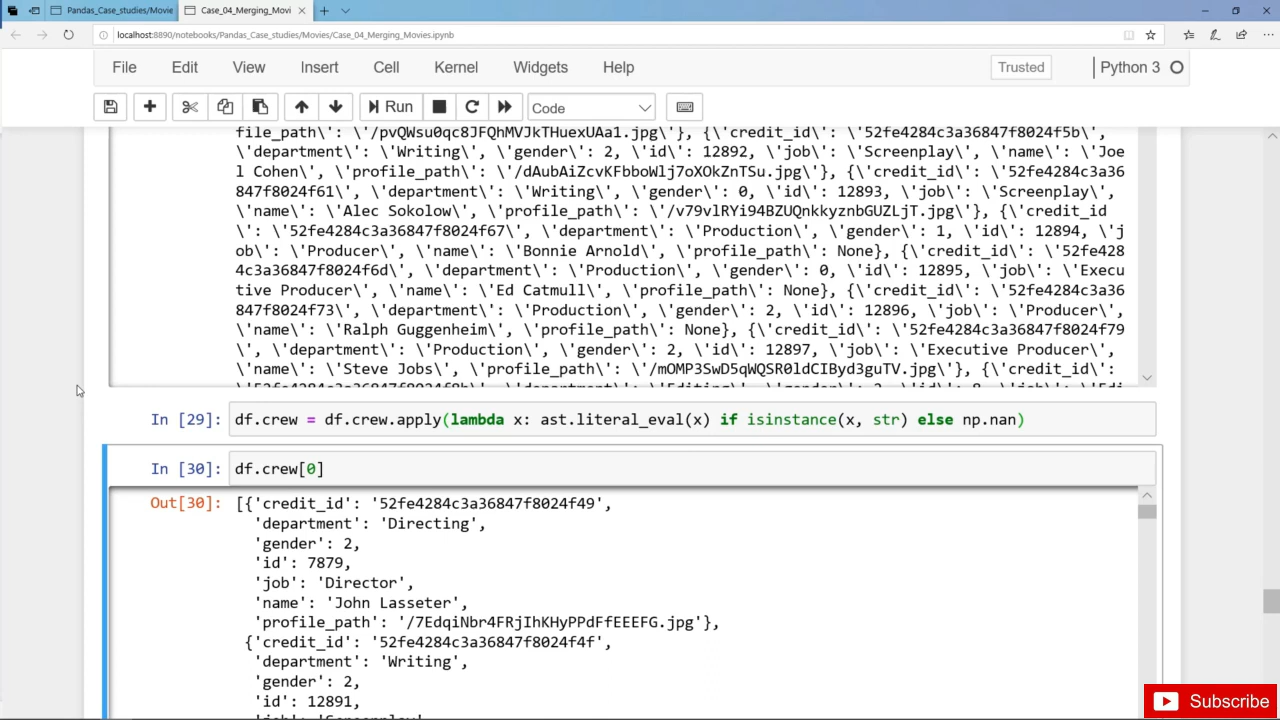 Pandas_Case_studies/Movie
Case_04_Merging_Movi
localhost:8890/notebooks/Pandas_Case_studies/Movies/Case_04_Merging_Movies.ipynb
File Edit View Insert Cell Kernel Widgets Help Trusted Python 3
Run Code
file_path\': \'/pvQWsu0qc8JFQhMVJkTHuexUAa1.jpg\'}, {\'credit_id\': \'52fe4284c3a36847f8024f5b\',
\'department\': \'Writing\', \'gender\': 2, \'id\': 12892, \'job\': \'Screenplay\', \'name\': \'Joe
l Cohen\', \'profile_path\': \'/dAubAiZcvKFbboWlj7oXOkZnTSu.jpg\'}, {\'credit_id\': \'52fe4284c3a36
847f8024f61\', \'department\': \'Writing\', \'gender\': 0, \'id\': 12893, \'job\': \'Screenplay\',
\'name\': \'Alec Sokolow\', \'profile_path\': \'/v79vlRYi94BZUQnkkyznbGUZLjT.jpg\'}, {\'credit_id
\': \'52fe4284c3a36847f8024f67\', \'department\': \'Production\', \'gender\': 1, \'id\': 12894, \'j
ob\': \'Producer\', \'name\': \'Bonnie Arnold\', \'profile_path\': None}, {\'credit_id\': \'52fe428
4c3a36847f8024f6d\', \'department\': \'Production\', \'gender\': 0, \'id\': 12895, \'job\': \'Execu
tive Producer\', \'name\': \'Ed Catmull\', \'profile_path\': None}, {\'credit_id\': \'52fe4284c3a36
847f8024f73\', \'department\': \'Production\', \'gender\': 2, \'id\': 12896, \'job\': \'Producer\',
\'name\': \'Ralph Guggenheim\', \'profile_path\': None}, {\'credit_id\': \'52fe4284c3a36847f8024f79
\', \'department\': \'Production\', \'gender\': 2, \'id\': 12897, \'job\': \'Executive Producer\',
\'name\': \'Steve Jobs\', \'profile_path\': \'/mOMP3SwD5qWQSR0ldCIByd3guTV.jpg\'}, {\'credit_id\':
In [29]: df.crew = df.crew.apply(lambda x: ast.literal_eval(x) if isinstance(x, str) else np.nan)
In [30]: df.crew[0]
Out[30]: [{'credit_id': '52fe4284c3a36847f8024f49',
'department': 'Directing',
'gender': 2,
'id': 7879,
'job': 'Director',
'name': 'John Lasseter',
'profile_path': '/7EdqiNbr4FRjIhKHyPPdFfEEEFG.jpg'},
{'credit_id': '52fe4284c3a36847f8024f4f',
'department': 'Writing',
'gender': 2,
'id': 12891,
Subscribe